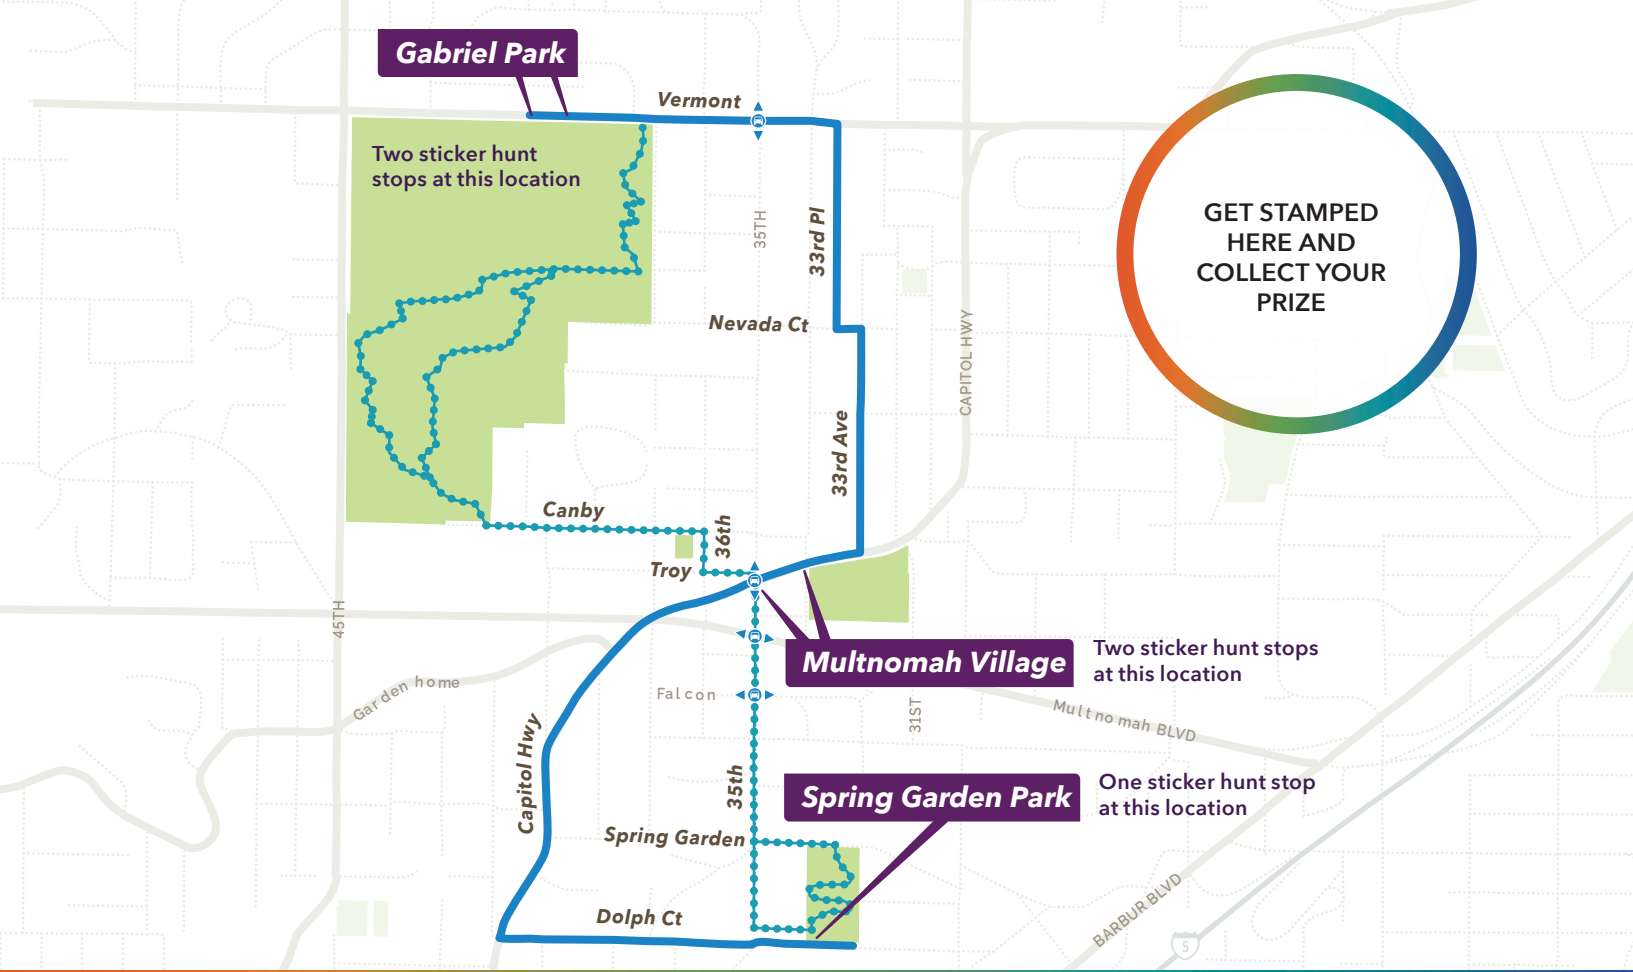 Gabriel Park
Vermont
Two sticker hunt
stops at this location
35TH
33rd Pl
GET STAMPED
HERE AND
COLLECT YOUR
PRIZE
Nevada Ct
CAPITOL HWY
33rd Ave
Canby
36th
Troy
45TH
Multnomah Village
Two sticker hunt stops
at this location
Garden home
Falcon
31ST
Multnomah BLVD
Capitol Hwy
35th
Spring Garden Park
One sticker hunt stop
at this location
Spring Garden
Dolph Ct
BARBUR BLVD
5